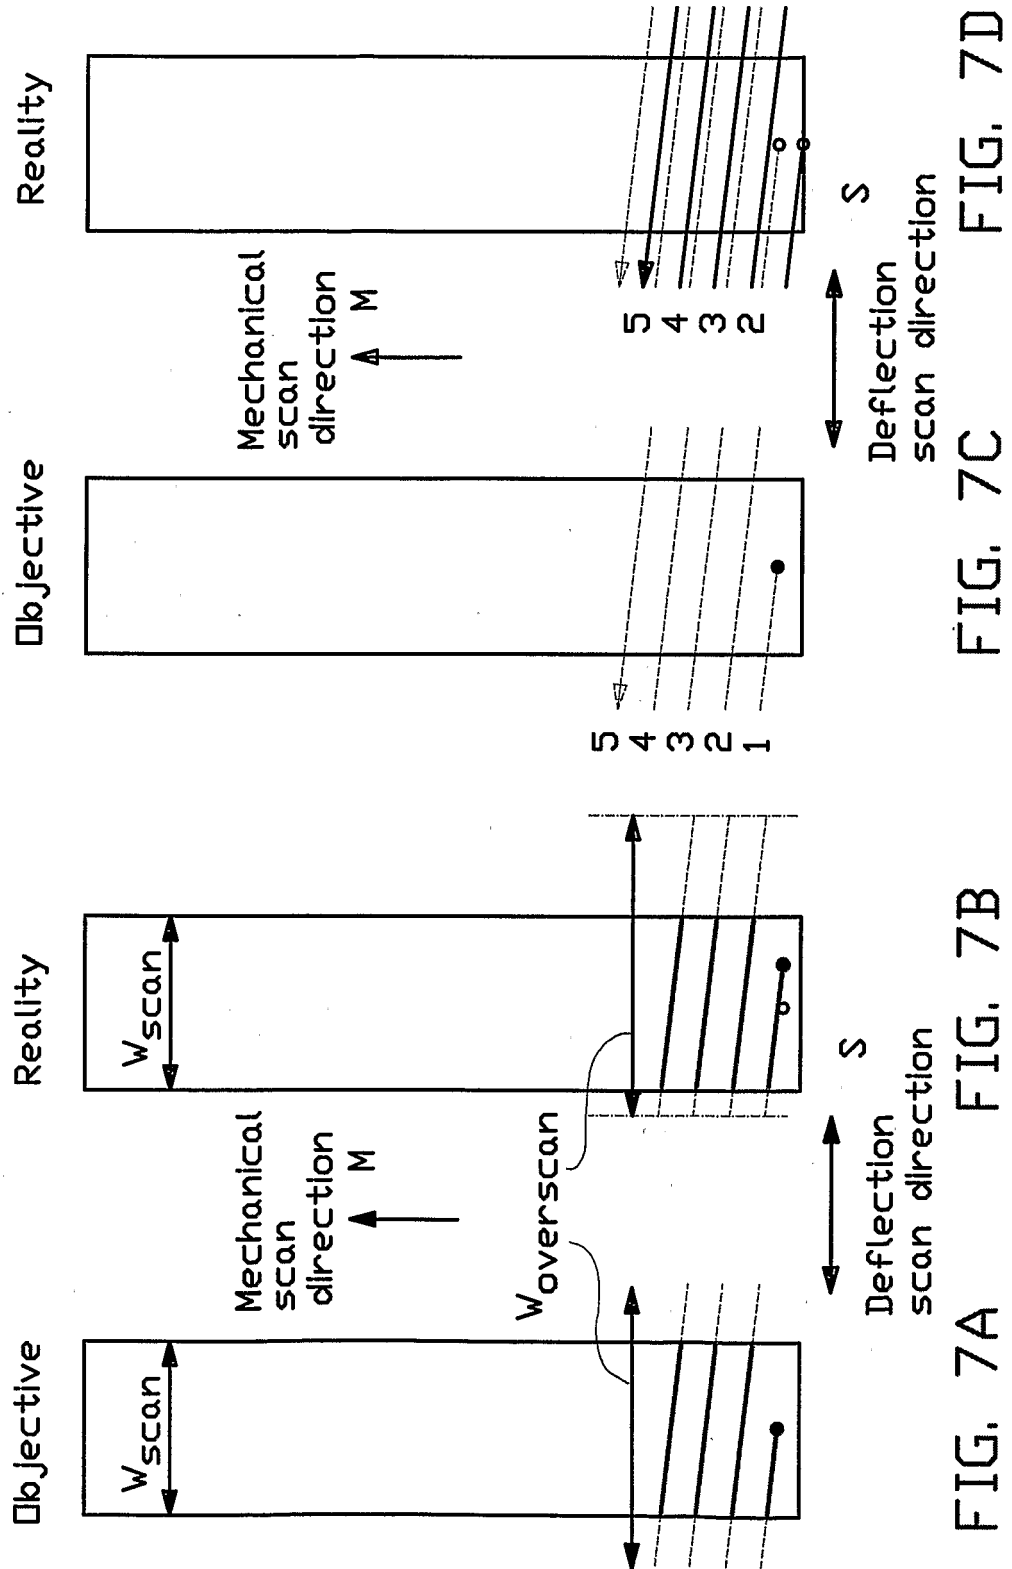 Objective
Wscan
Woverscan
FIG. 7A
Mechanical
scan
direction
M
Deflection
scan direction
S
Reality
Wscan
FIG. 7B
Objective
5
4
3
2
1
FIG. 7C
Mechanical
scan
direction
M
Deflection
scan direction
S
Reality
5
4
3
2
FIG. 7D